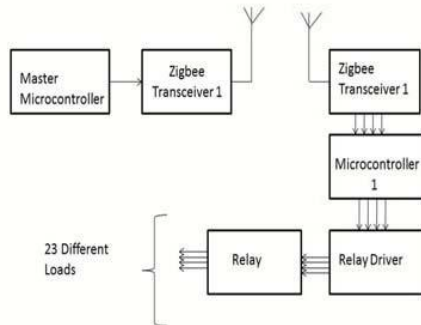 Master
Microcontroller
Zigbee
Transceiver 1
Zigbee
Transceiver 1
Microcontroller
1
23 Different
Loads
Relay
Relay Driver